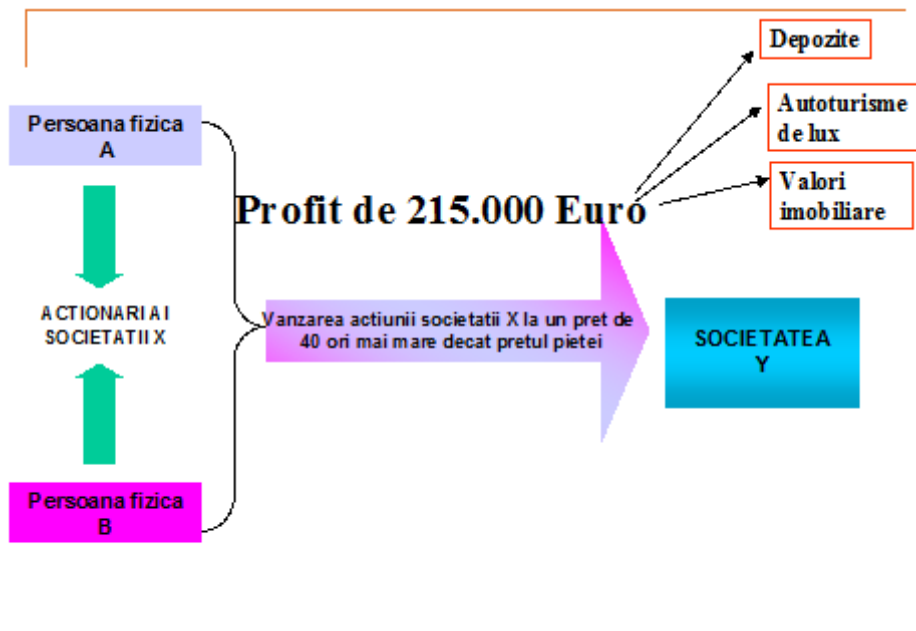 Depozite
Persoana fizica
A
Autoturisme
de lux
Profit de 215.000 Euro
Valori
imobiliare
ACTIONARI AI
SOCIETATII X
Vanzarea actiunii societatii X la un pret de
40 ori mai mare decat pretul pietei
SOCIETATEA
Y
Persoana fizica
B